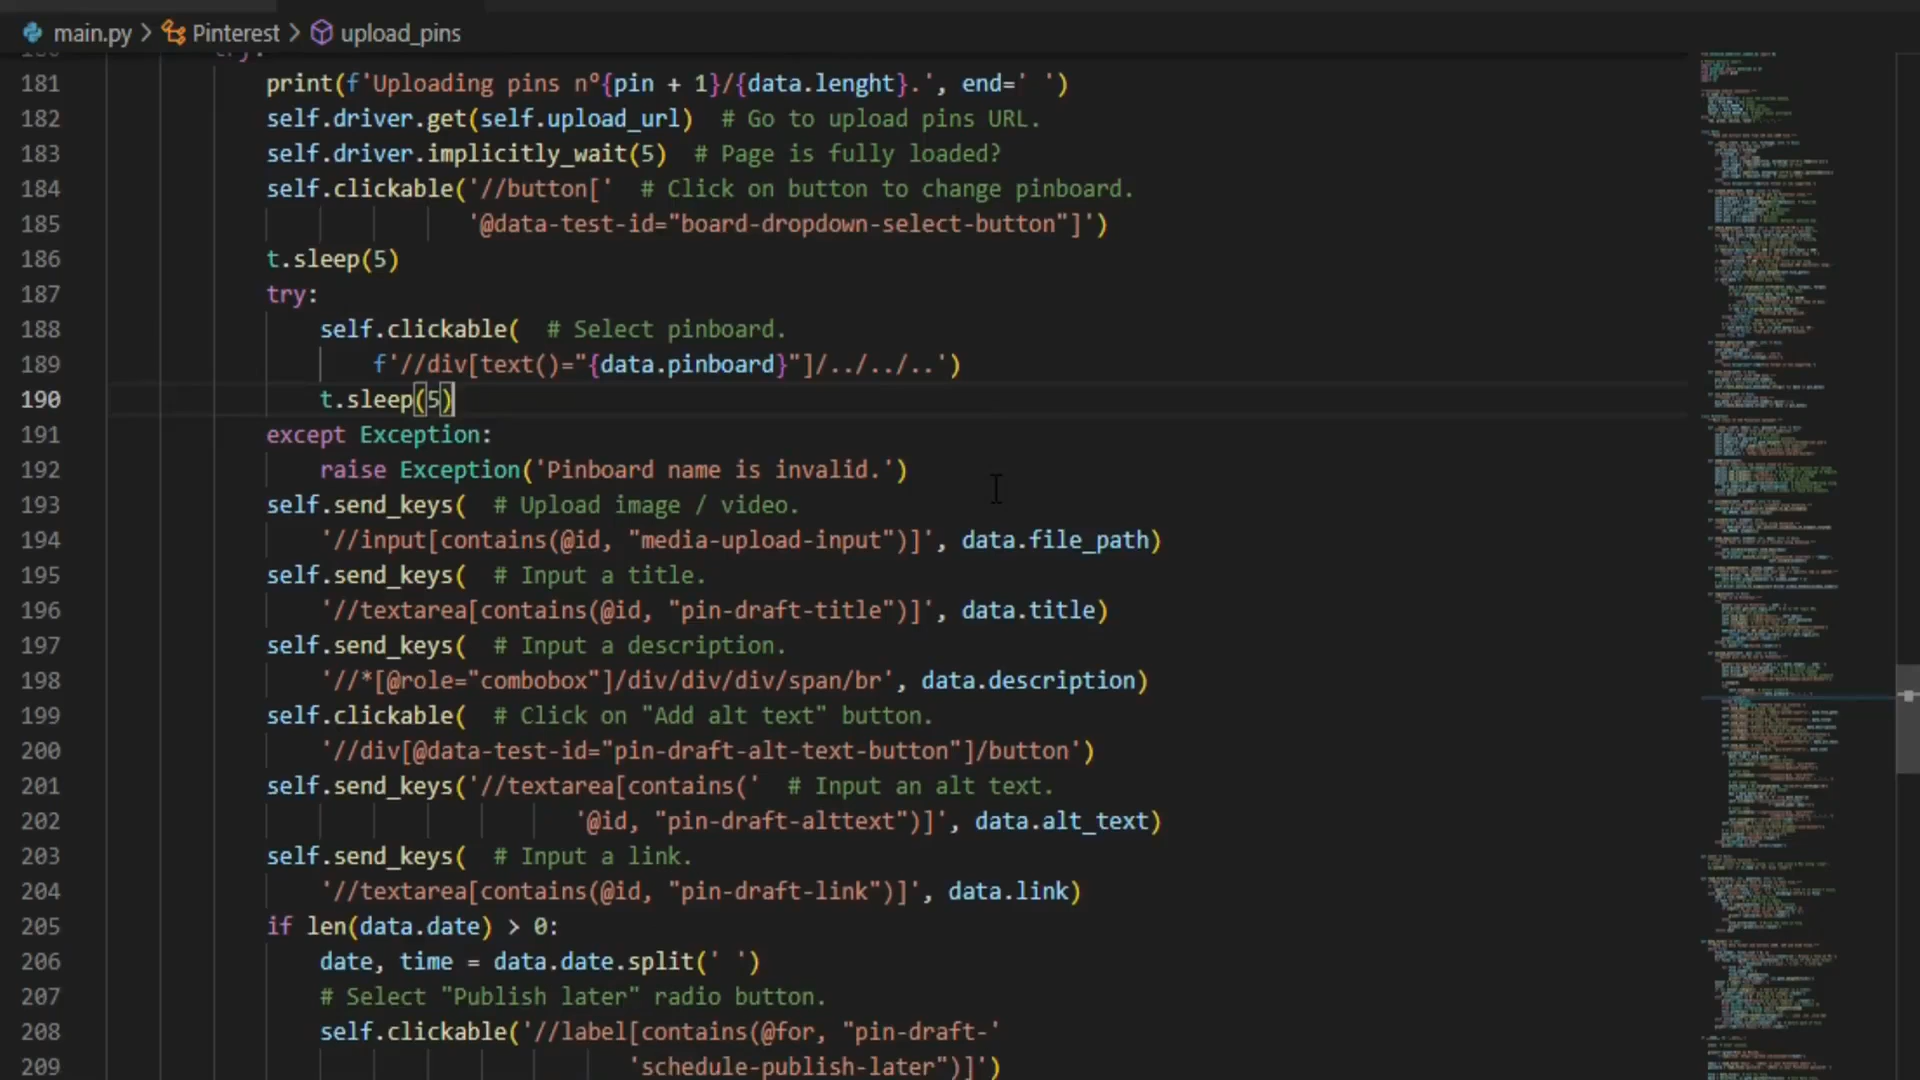 main.py > Pinterest > upload_pins
181 print(f'Uploading pins nº{pin + 1}/{data.lenght}.', end=' ')
182 self.driver.get(self.upload_url)  # Go to upload pins URL.
183 self.driver.implicitly_wait(5)  # Page is fully loaded?
184 self.clickable('//button['  # Click on button to change pinboard.
185 '@data-test-id="board-dropdown-select-button"]')
186 t.sleep(5)
187 try:
188 self.clickable(  # Select pinboard.
189 f'//div[text()="{data.pinboard}"]/../../..')
190 t.sleep(5)
191 except Exception:
192 raise Exception('Pinboard name is invalid.')
193 self.send_keys(  # Upload image / video.
194 '//input[contains(@id, "media-upload-input")]', data.file_path)
195 self.send_keys(  # Input a title.
196 '//textarea[contains(@id, "pin-draft-title")]', data.title)
197 self.send_keys(  # Input a description.
198 '//*[@role="combobox"]/div/div/div/span/br', data.description)
199 self.clickable(  # Click on "Add alt text" button.
200 '//div[@data-test-id="pin-draft-alt-text-button"]/button')
201 self.send_keys('//textarea[contains('  # Input an alt text.
202 '@id, "pin-draft-alttext")]', data.alt_text)
203 self.send_keys(  # Input a link.
204 '//textarea[contains(@id, "pin-draft-link")]', data.link)
205 if len(data.date) > 0:
206 date, time = data.date.split(' ')
207 # Select "Publish later" radio button.
208 self.clickable('//label[contains(@for, "pin-draft-'
209 'schedule-publish-later")]')